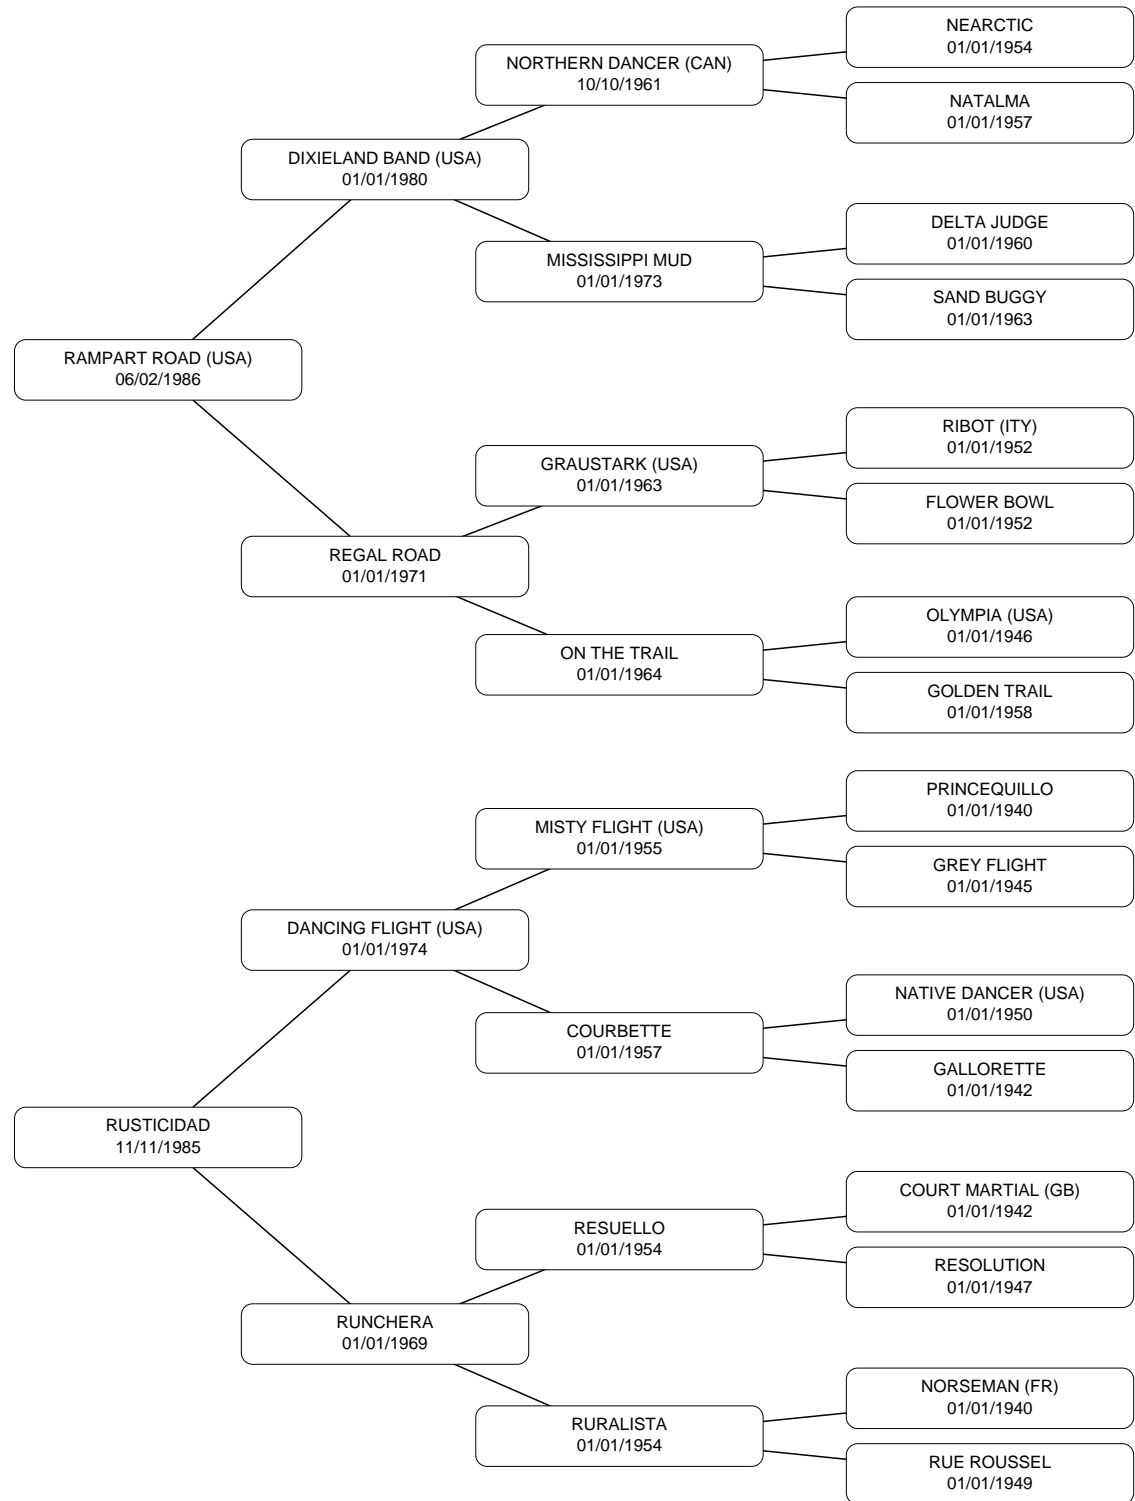 NEARCTIC
01/01/1954
NORTHERN DANCER (CAN)
10/10/1961
NATALMA
01/01/1957
DIXIELAND BAND (USA)
01/01/1980
DELTA JUDGE
01/01/1960
MISSISSIPPI MUD
01/01/1973
SAND BUGGY
01/01/1963
RAMPART ROAD (USA)
06/02/1986
RIBOT (ITY)
01/01/1952
GRAUSTARK (USA)
01/01/1963
FLOWER BOWL
01/01/1952
REGAL ROAD
01/01/1971
OLYMPIA (USA)
01/01/1946
ON THE TRAIL
01/01/1964
GOLDEN TRAIL
01/01/1958
PRINCEQUILLO
01/01/1940
MISTY FLIGHT (USA)
01/01/1955
GREY FLIGHT
01/01/1945
DANCING FLIGHT (USA)
01/01/1974
NATIVE DANCER (USA)
01/01/1950
COURBETTE
01/01/1957
GALLORETTE
01/01/1942
RUSTICIDAD
11/11/1985
COURT MARTIAL (GB)
01/01/1942
RESUELLO
01/01/1954
RESOLUTION
01/01/1947
RUNCHERA
01/01/1969
NORSEMAN (FR)
01/01/1940
RURALISTA
01/01/1954
RUE ROUSSEL
01/01/1949